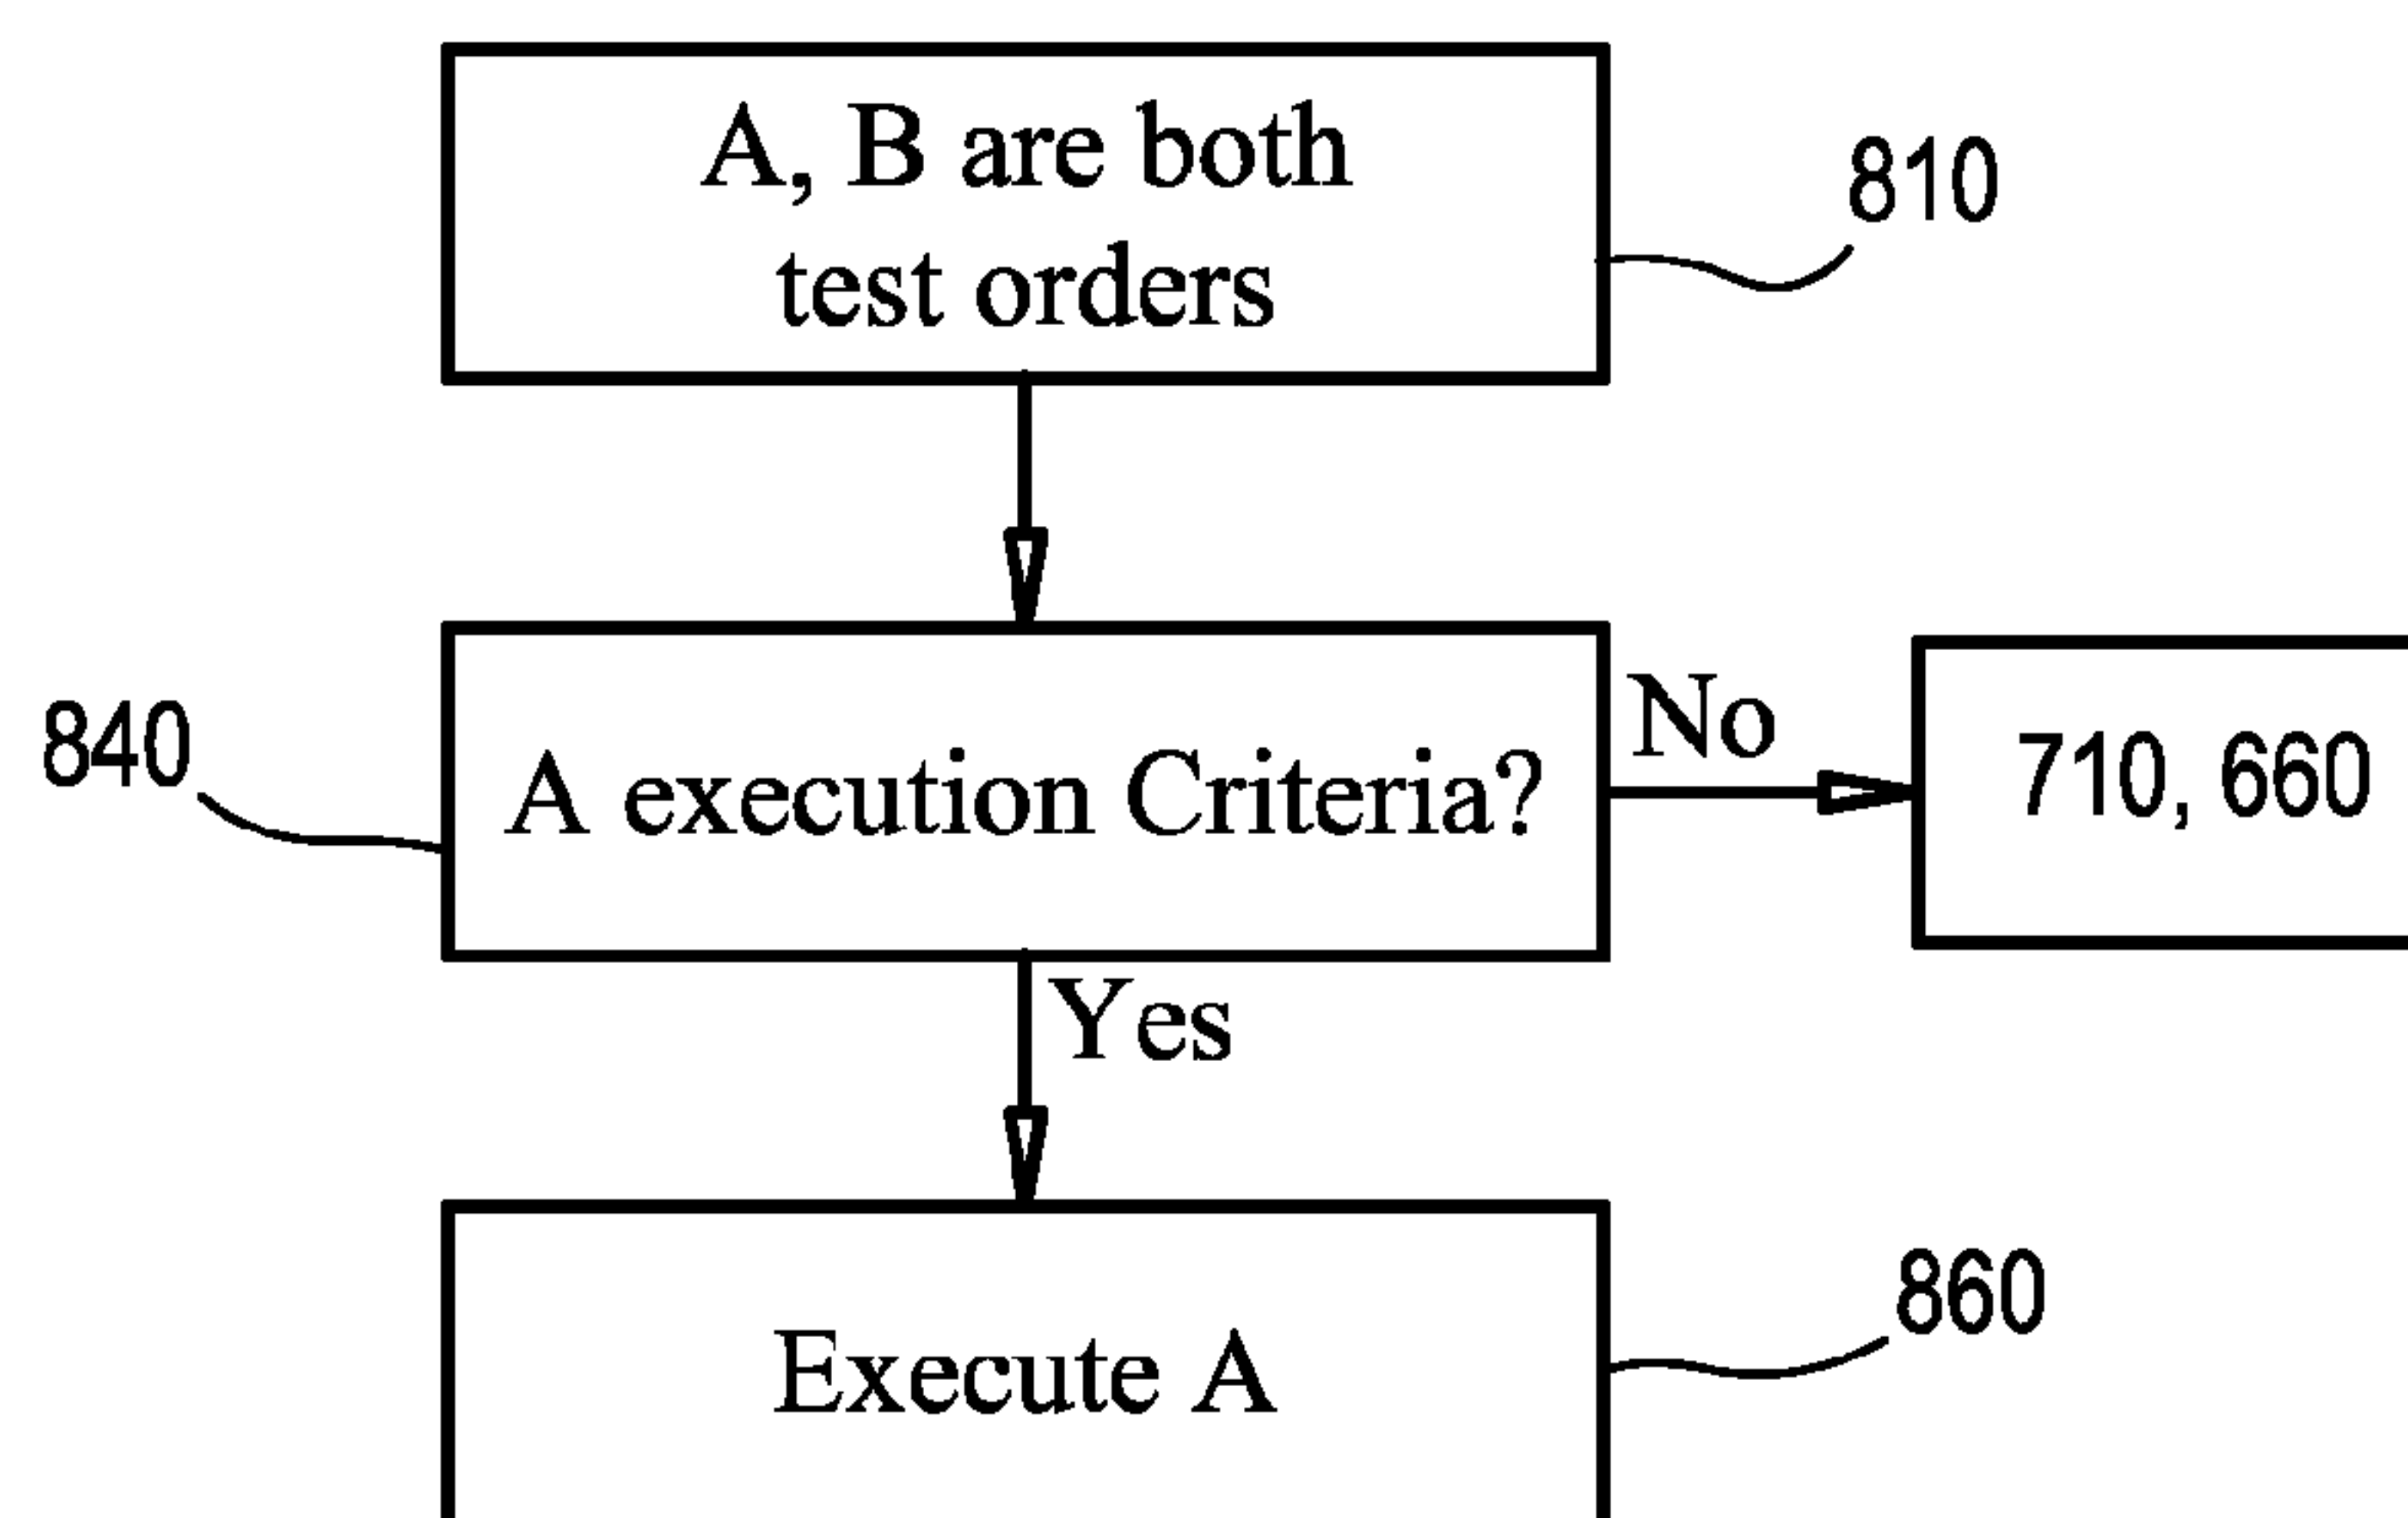 A, B are both
test orders
810
840
A execution Criteria?
No
710, 660
Yes
Execute A
860